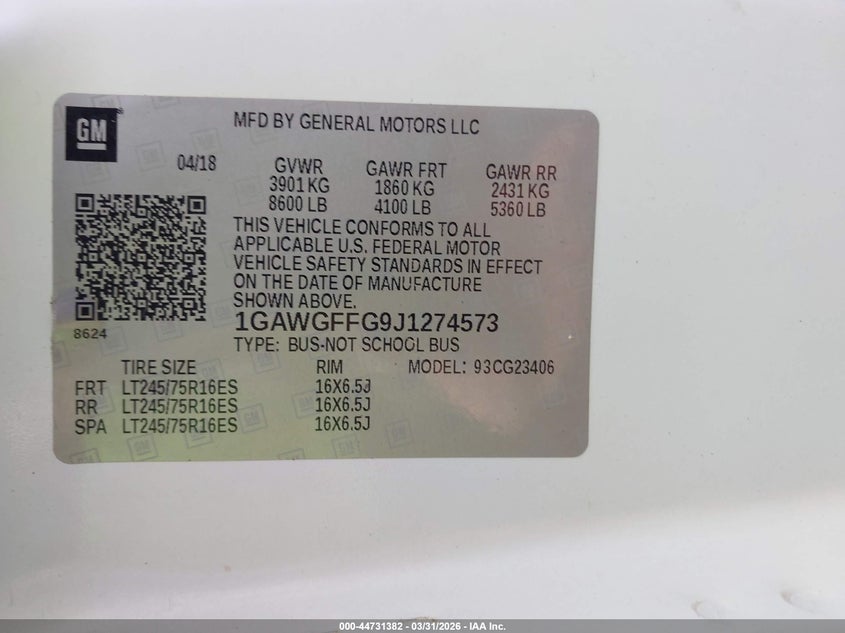 GM
MFD BY GENERAL MOTORS LLC
04/18 GVWR GAWR FRT GAWR RR
3901 KG 1860 KG 2431 KG
8600 LB 4100 LB 5360 LB
THIS VEHICLE CONFORMS TO ALL
APPLICABLE U.S. FEDERAL MOTOR
VEHICLE SAFETY STANDARDS IN EFFECT
ON THE DATE OF MANUFACTURE
SHOWN ABOVE.
8624
1GAWGFFG9J1274573
TYPE: BUS-NOT SCHOOL BUS
TIRE SIZE RIM MODEL: 93CG23406
FRT LT245/75R16ES 16X6.5J
RR LT245/75R16ES 16X6.5J
SPA LT245/75R16ES 16X6.5J
000-44731382 — 03/31/2026 — IAA Inc.